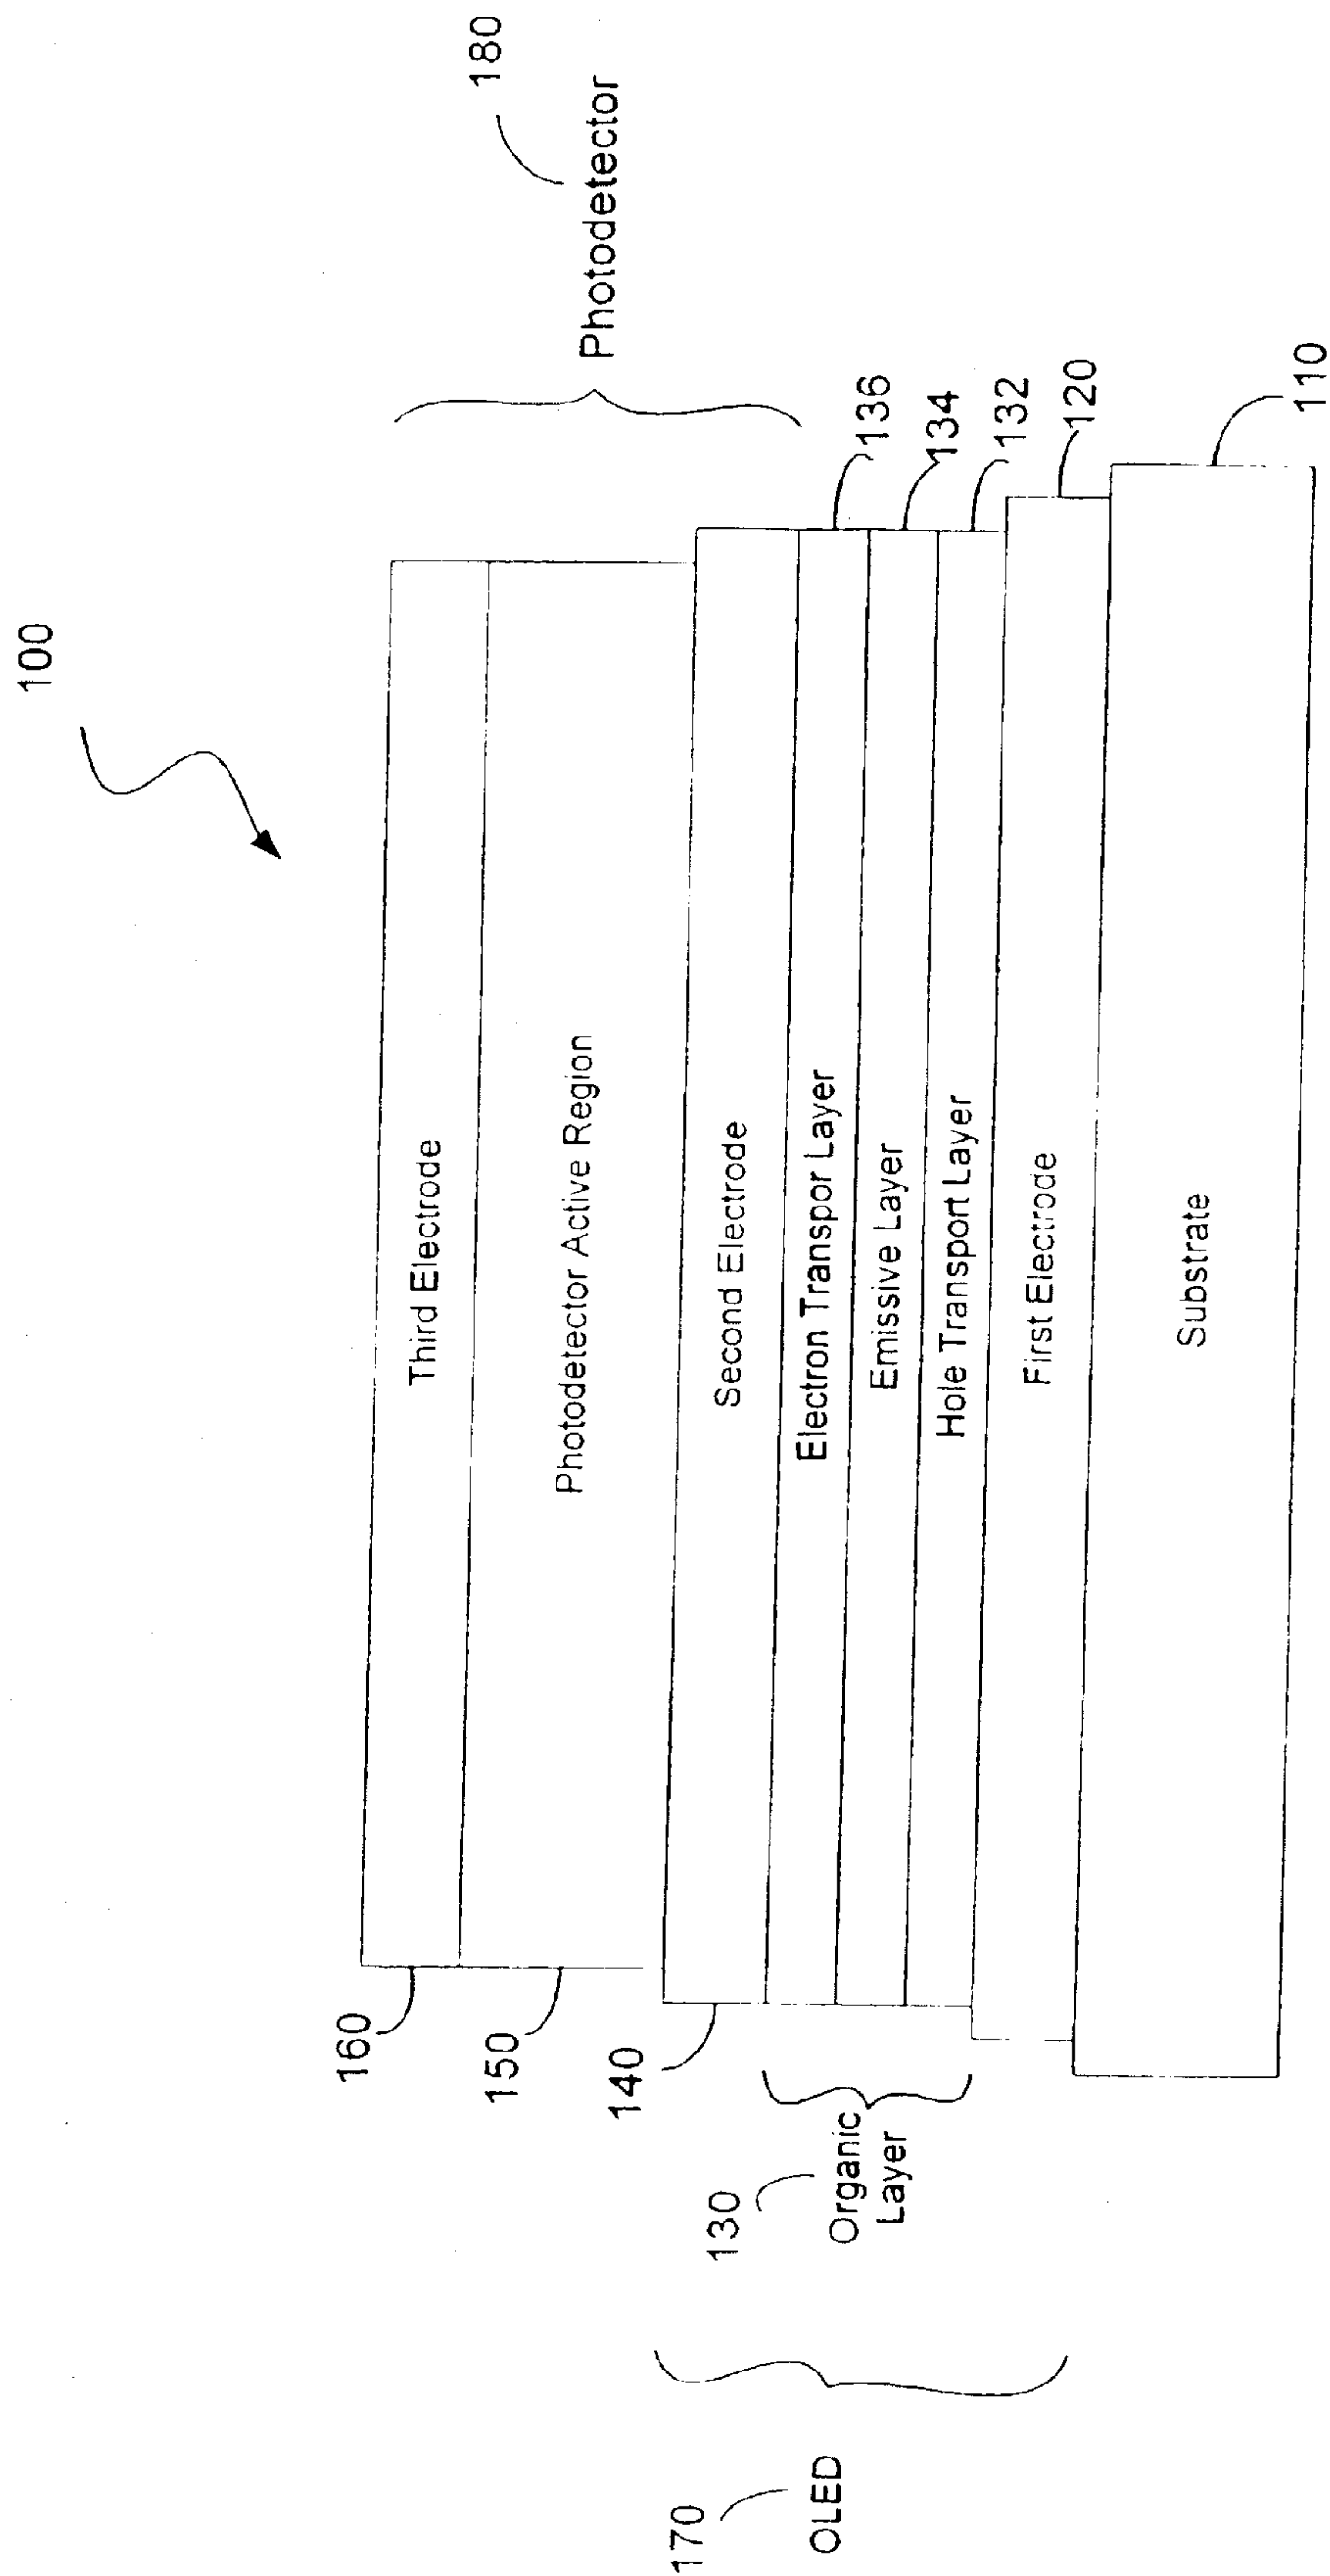 100
180
Photodetector
160
Third Electrode
150
Photodetector Active Region
140
Second Electrode
136
Electron Transpor Layer
134
Emissive Layer
132
Hole Transport Layer
130
Organic
Layer
120
First Electrode
110
Substrate
170
OLED